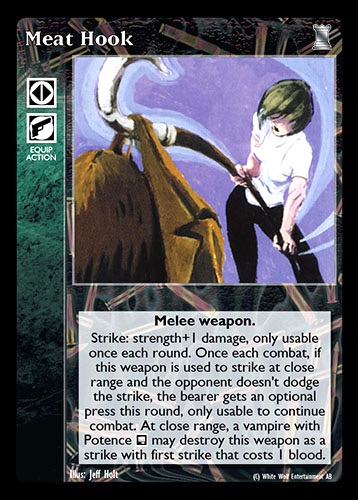 Meat Hook
EQUIP
ACTION
Melee weapon.
Strike: strength+1 damage, only usable
once each round. Once each combat, if
this weapon is used to strike at close
range and the opponent doesn't dodge
the strike, the bearer gets an optional
press this round, only usable to continue
combat. At close range, a vampire with
Potence may destroy this weapon as a
strike with first strike that costs 1 blood.
Illus: Jeff Holt
(C) White Wolf Entertainment AB